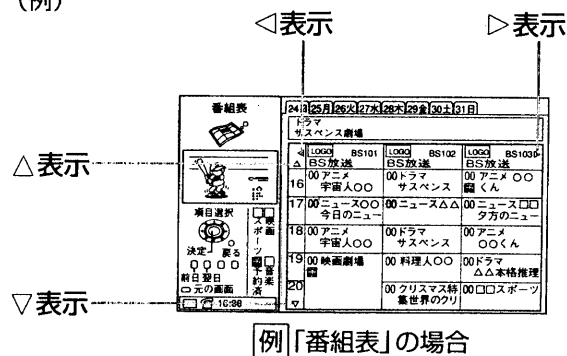 (例)
◁表示
▷表示
番組表
25月 26火 27水 28木 29金 30土 31日
ドラマ
サスペンス劇場
LOGO BS101
BS放送
LOGO BS102
BS放送
LOGO BS103
BS放送
△表示
16
00 アニメ
宇宙人○○
00 ドラマ
サスペンス
00 アニメ ○○
くん
17
00 ニュース○○
今日のニュー
00 ニュース△△
00 ニュース□□
夕方のニュー
18
00 アニメ
宇宙人○○
00 ドラマ
サスペンス
00 アニメ
○○くん
19
00 映画劇場
00 料理人○○
00 ドラマ
△△本格推理
20
00 クリスマス特
集世界のクリ
00 □□スポーツ
項目選択
決定
戻る
前日 翌日
元の画面
映画
スポーツ
音楽
予約済
16:36
▽表示
例「番組表」の場合